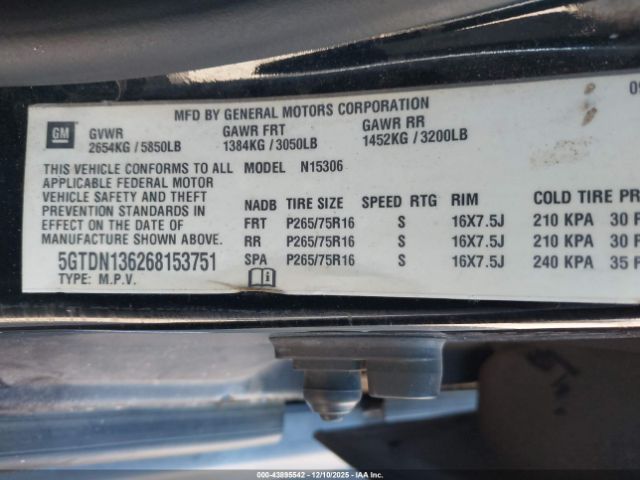 09
MFD BY GENERAL MOTORS CORPORATION
GM
GVWR GAWR FRT GAWR RR
2654KG / 5850LB 1384KG / 3050LB 1452KG / 3200LB
THIS VEHICLE CONFORMS TO ALL MODEL N15306
APPLICABLE FEDERAL MOTOR
VEHICLE SAFETY AND THEFT
PREVENTION STANDARDS IN
EFFECT ON THE DATE OF
MANUFACTURE SHOWN ABOVE.
5GTDN136268153751
TYPE: M.P.V.
NADB TIRE SIZE SPEED RTG RIM COLD TIRE PR
FRT P265/75R16 S 16X7.5J 210 KPA 30 P
RR P265/75R16 S 16X7.5J 210 KPA 30 P
SPA P265/75R16 S 16X7.5J 240 KPA 35 P
i
000-43895542 - 12/10/2025 - IAA Inc.